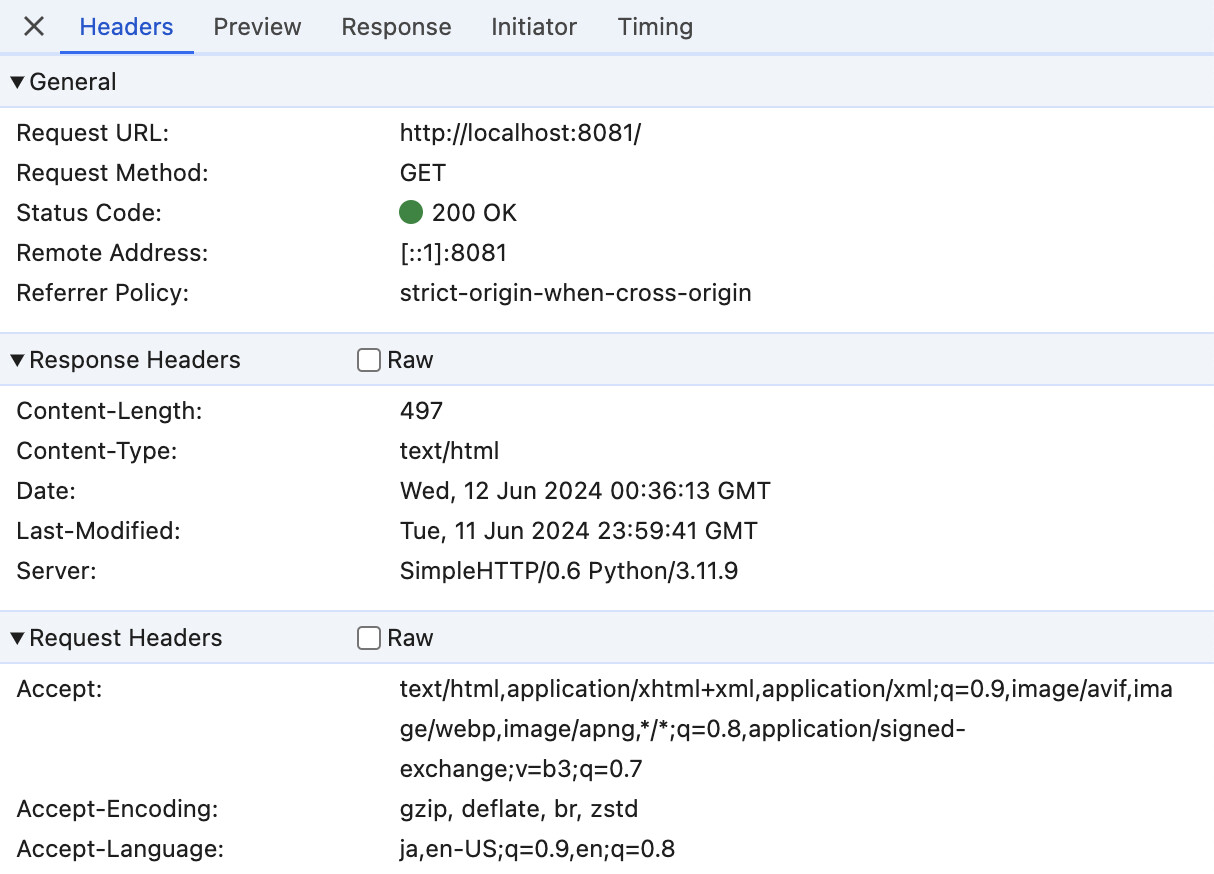 Headers Preview Response Initiator Timing
General
Request URL: http://localhost:8081/
Request Method: GET
Status Code: 200 OK
Remote Address: [::1]:8081
Referrer Policy: strict-origin-when-cross-origin
Response Headers Raw
Content-Length: 497
Content-Type: text/html
Date: Wed, 12 Jun 2024 00:36:13 GMT
Last-Modified: Tue, 11 Jun 2024 23:59:41 GMT
Server: SimpleHTTP/0.6 Python/3.11.9
Request Headers Raw
Accept: text/html,application/xhtml+xml,application/xml;q=0.9,image/avif,ima
ge/webp,image/apng,*/*;q=0.8,application/signed-
exchange;v=b3;q=0.7
Accept-Encoding: gzip, deflate, br, zstd
Accept-Language: ja,en-US;q=0.9,en;q=0.8